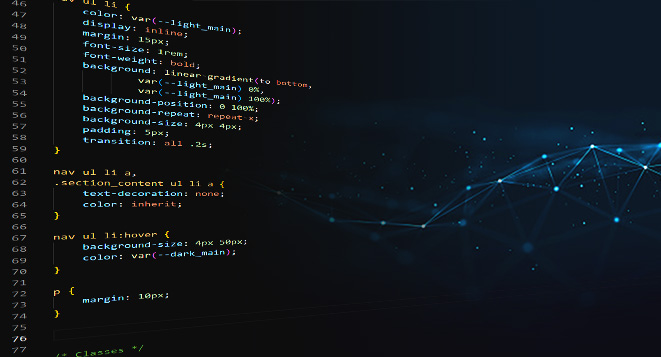 46 nav ul li {
47 color: var(--light_main);
48 display: inline;
49 margin: 15px;
50 font-size: 1rem;
51 font-weight: bold;
52 background: linear-gradient(to bottom,
53 var(--light_main) 0%,
54 var(--light_main) 100%);
55 background-position: 0 100%;
56 background-repeat: repeat-x;
57 background-size: 4px 4px;
58 padding: 5px;
59 transition: all .2s;
}
60
61 nav ul li a,
62 .section_content ul li a {
63 text-decoration: none;
64 color: inherit;
65 }
66
67 nav ul li:hover {
68 background-size: 4px 50px;
69 color: var(--dark_main);
70 }
71
72 p {
73 margin: 10px;
74 }
75
76
77 /* Classes */